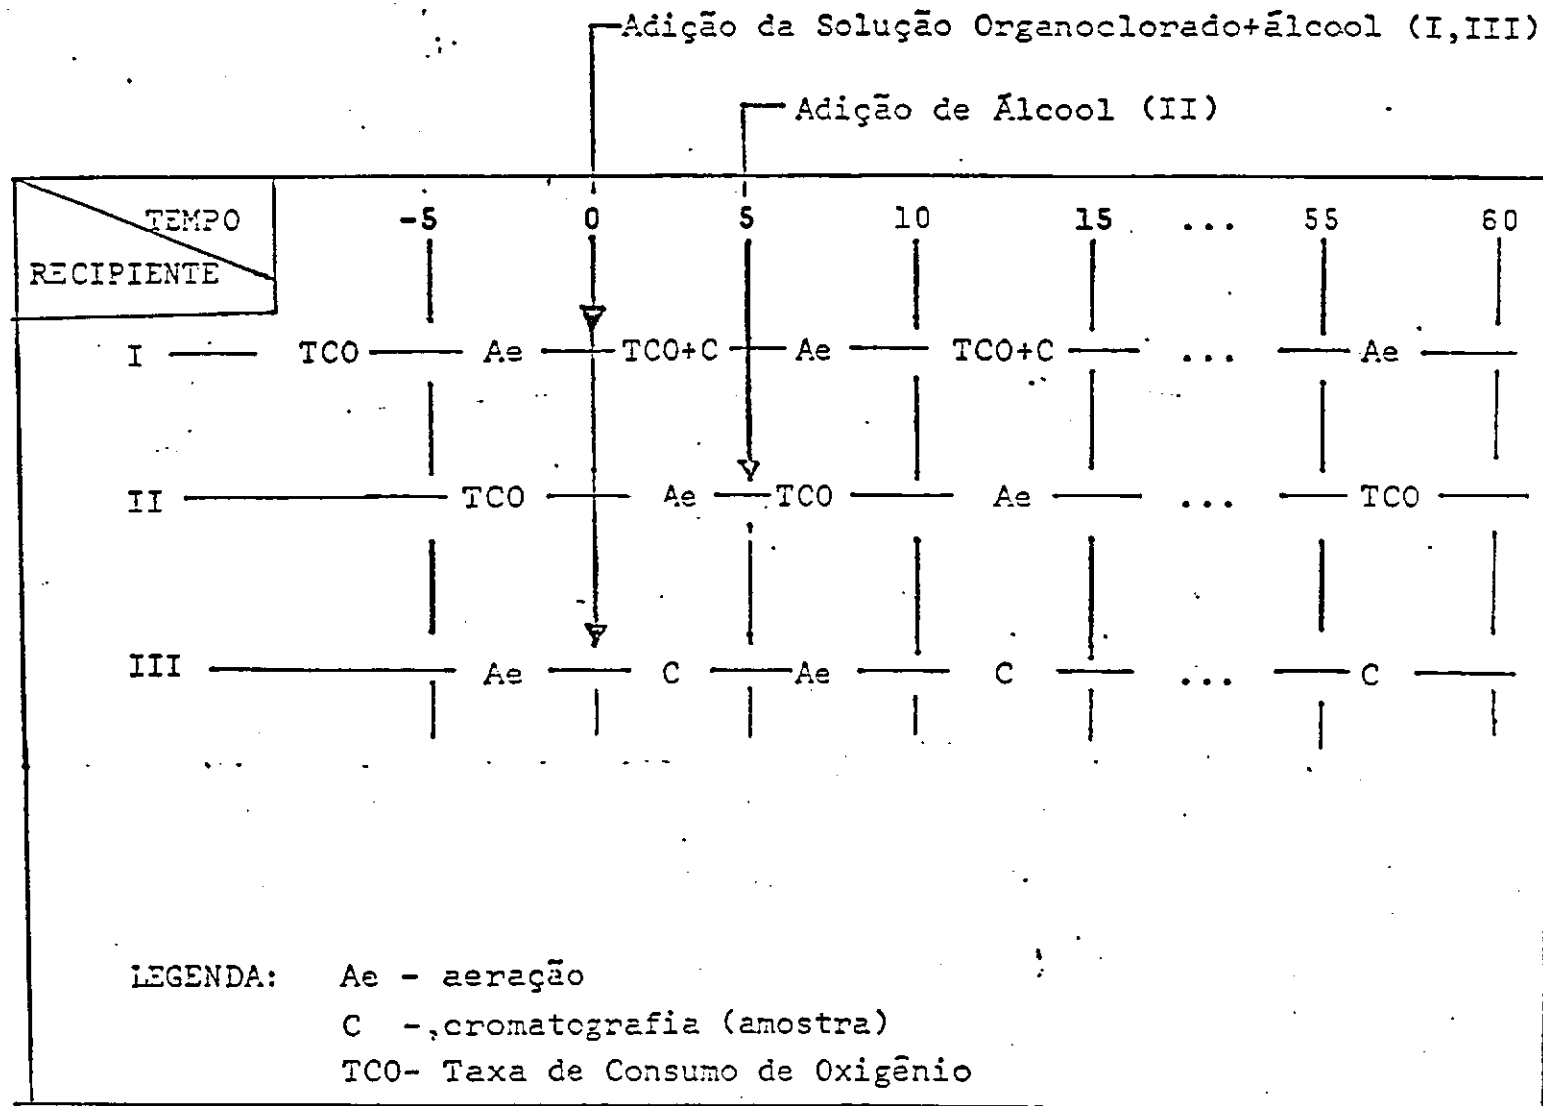 Adição da Solução Organoclorado+álcool (I,III)
Adição de Álcool (II)
TEMPO -5 0 5 10 15 ... 55 60
RECIPIENTE
I TCO Ae TCO+C Ae TCO+C ... Ae
II TCO Ae TCO Ae ... TCO
III Ae C Ae C ... C
LEGENDA: Ae - aeração
C - cromatografia (amostra)
TCO- Taxa de Consumo de Oxigênio